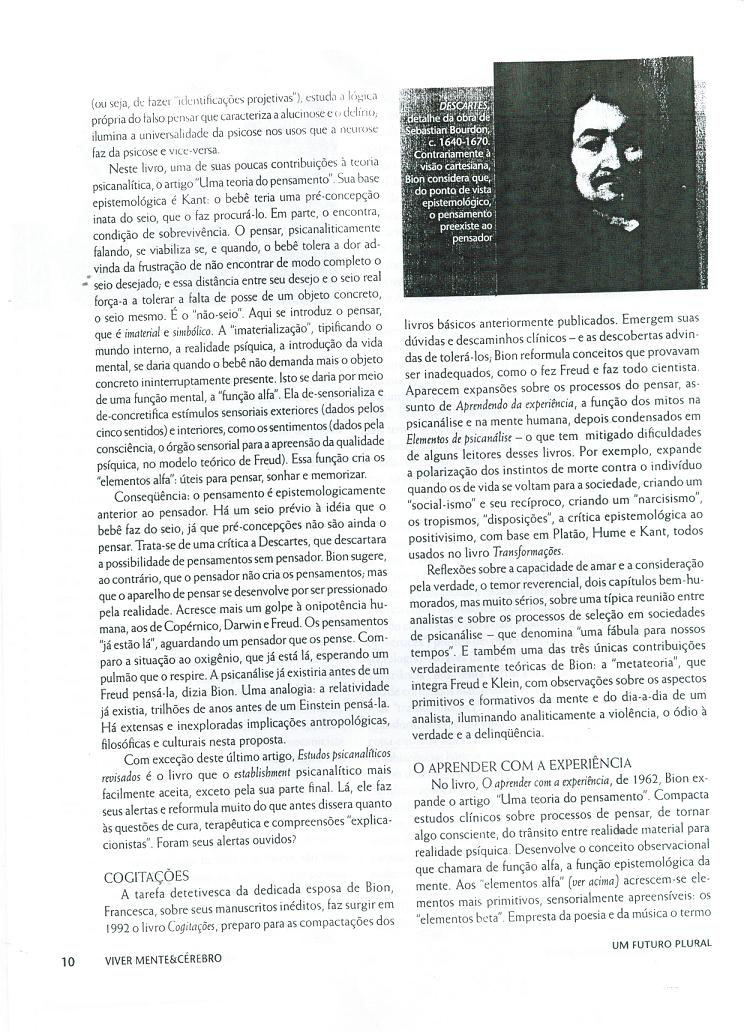 (ou seja, de fazer "identificações projetivas"), estuda a lógica
própria do falso pensar que caracteriza a alucinose e o delírio,
ilumina a universalidade da psicose nos usos que a neurose
faz da psicose e vice-versa.
Neste livro, uma de suas poucas contribuições à teoria
psicanalítica, o artigo "Uma teoria do pensamento". Sua base
epistemológica é Kant: o bebê teria uma pré-concepção
inata do seio, que o faz procurá-lo. Em parte, o encontra,
condição de sobrevivência. O pensar, psicanaliticamente
falando, se viabiliza se, e quando, o bebê tolera a dor ad-
vinda da frustração de não encontrar de modo completo o
seio desejado; e essa distância entre seu desejo e o seio real
força-a a tolerar a falta de posse de um objeto concreto,
o seio mesmo. É o "não-seio". Aqui se introduz o pensar,
que é imaterial e simbólico. A "imaterialização", tipificando o
mundo interno, a realidade psíquica, a introdução da vida
mental, se daria quando o bebê não demanda mais o objeto
concreto ininterruptamente presente. Isto se daria por meio
de uma função mental, a "função alfa". Ela de-sensorializa e
de-concretifica estímulos sensoriais exteriores (dados pelos
cinco sentidos) e interiores, como os sentimentos (dados pela
consciência, o órgão sensorial para a apreensão da qualidade
psíquica, no modelo teórico de Freud). Essa função cria os
"elementos alfa": úteis para pensar, sonhar e memorizar.
Conseqüência: o pensamento é epistemologicamente
anterior ao pensador. Há um seio prévio à idéia que o
bebê faz do seio, já que pré-concepções não são ainda o
pensar. Trata-se de uma crítica a Descartes, que descartara
a possibilidade de pensamentos sem pensador. Bion sugere,
ao contrário, que o pensador não cria os pensamentos; mas
que o aparelho de pensar se desenvolve por ser pressionado
pela realidade. Acresce mais um golpe à onipotência hu-
mana, aos de Copérnico, Darwin e Freud. Os pensamentos
"já estão lá", aguardando um pensador que os pense. Com-
paro a situação ao oxigênio, que já está lá, esperando um
pulmão que o respire. A psicanálise já existiria antes de um
Freud pensá-la, dizia Bion. Uma analogia: a relatividade
já existia, trilhões de anos antes de um Einstein pensá-la.
Há extensas e inexploradas implicações antropológicas,
filosóficas e culturais nesta proposta.
Com exceção deste último artigo, Estudos psicanalíticos
revisados é o livro que o establishment psicanalítico mais
facilmente aceita, exceto pela sua parte final. Lá, ele faz
seus alertas e reformula muito do que antes dissera quanto
às questões de cura, terapêutica e compreensões "explica-
cionistas". Foram seus alertas ouvidos?
COGITAÇÕES
A tarefa detetivesca da dedicada esposa de Bion,
Francesca, sobre seus manuscritos inéditos, faz surgir em
1992 o livro Cogitações, preparo para as compactações dos
DESCARTES,
detalhe da obra de
Sebastian Bourdon,
c. 1640-1670.
Contrariamente à
visão cartesiana,
Bion considera que,
do ponto de vista
epistemológico,
o pensamento
preexiste ao
pensador
livros básicos anteriormente publicados. Emergem suas
dúvidas e descaminhos clínicos – e as descobertas advin-
das de tolerá-los; Bion reformula conceitos que provavam
ser inadequados, como o fez Freud e faz todo cientista.
Aparecem expansões sobre os processos do pensar, as-
sunto de Aprendendo da experiência, a função dos mitos na
psicanálise e na mente humana, depois condensados em
Elementos de psicanálise – o que tem mitigado dificuldades
de alguns leitores desses livros. Por exemplo, expande
a polarização dos instintos de morte contra o indivíduo
quando os de vida se voltam para a sociedade, criando um
"social-ismo" e seu recíproco, criando um "narcisismo",
os tropismos, "disposições", a crítica epistemológica ao
positivisimo, com base em Platão, Hume e Kant, todos
usados no livro Transformações.
Reflexões sobre a capacidade de amar e a consideração
pela verdade, o temor reverencial, dois capítulos bem-hu-
morados, mas muito sérios, sobre uma típica reunião entre
analistas e sobre os processos de seleção em sociedades
de psicanálise – que denomina "uma fábula para nossos
tempos". E também uma das três únicas contribuições
verdadeiramente teóricas de Bion: a "metateoria", que
integra Freud e Klein, com observações sobre os aspectos
primitivos e formativos da mente e do dia-a-dia de um
analista, iluminando analiticamente a violência, o ódio à
verdade e a delinqüência.
O APRENDER COM A EXPERIÊNCIA
No livro, O aprender com a experiência, de 1962, Bion ex-
pande o artigo "Uma teoria do pensamento". Compacta
estudos clínicos sobre processos de pensar, de tornar
algo consciente, do trânsito entre realidade material para
realidade psíquica. Desenvolve o conceito observacional
que chamara de função alfa, a função epistemológica da
mente. Aos "elementos alfa" (ver acima) acrescem-se ele-
mentos mais primitivos, sensorialmente apreensíveis: os
"elementos beta". Empresta da poesia e da música o termo
10 VIVER MENTE&CÉREBRO
UM FUTURO PLURAL